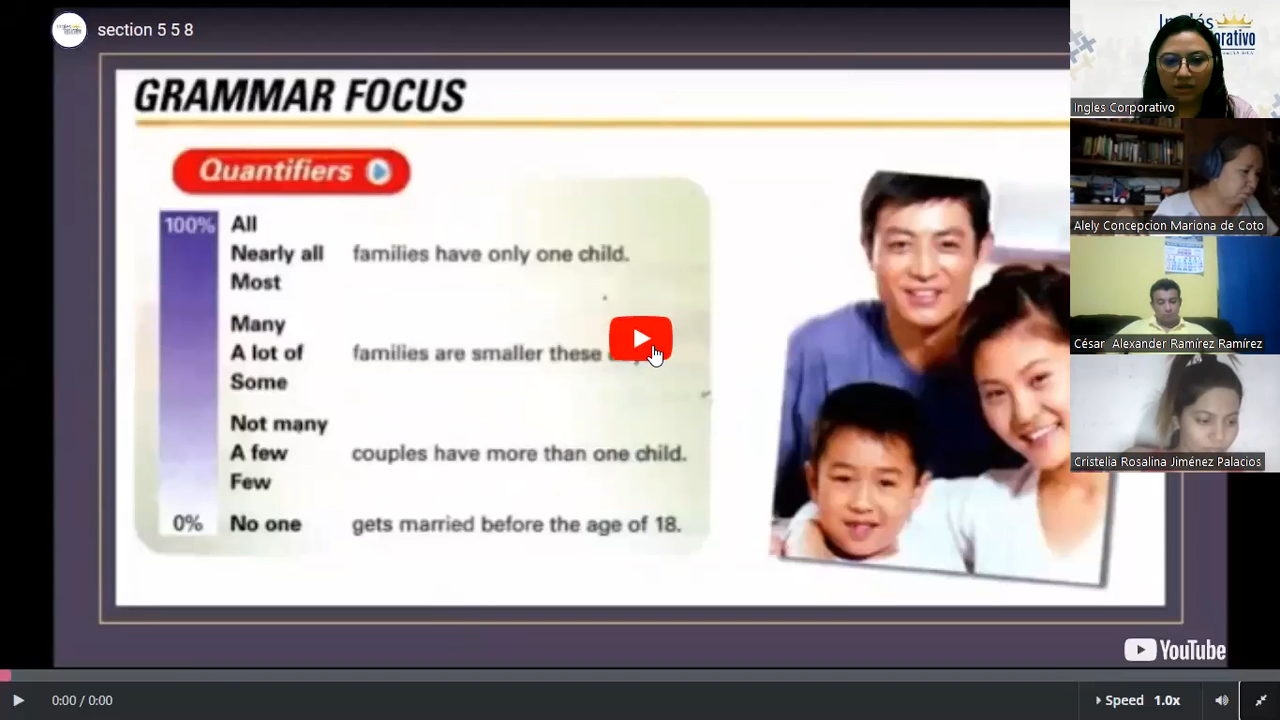 section 5 5 8
GRAMMAR FOCUS
Quantifiers
100% All
Nearly all families have only one child.
Most
Many
A lot of families are smaller these
Some
Not many
A few couples have more than one child.
Few
0% No one gets married before the age of 18.
YouTube
0:00 / 0:00
Speed 1.0x
Ingles Corporativo
Alely Concepcion Mariona de Coto
César Alexander Ramírez Ramírez
Cristelia Rosalina Jiménez Palacios